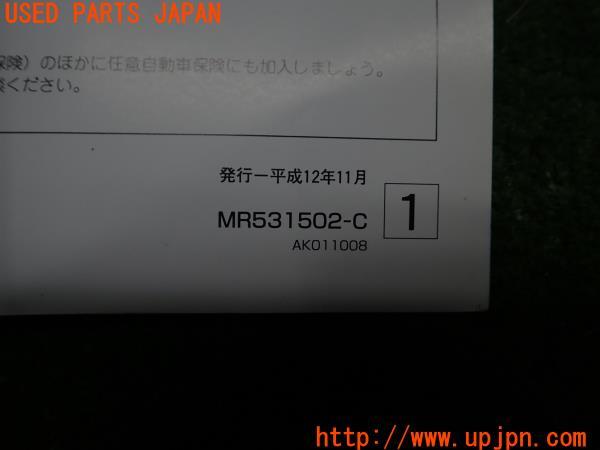 USED PARTS JAPAN
保険）のほかに任意自動車保険にも加入しましょう。
ください。
発行ー平成12年11月
MR531502-C
1
AK011008
http://www.upjpn.com